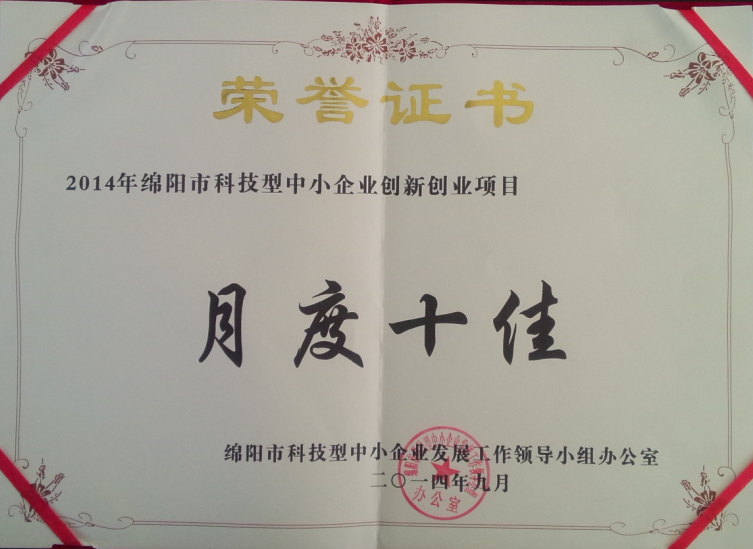 荣誉证书
2014年绵阳市科技型中小企业创新创业项目
月度十佳
绵阳市科技型中小企业发展工作领导小组办公室
二〇一四年九月
办公室